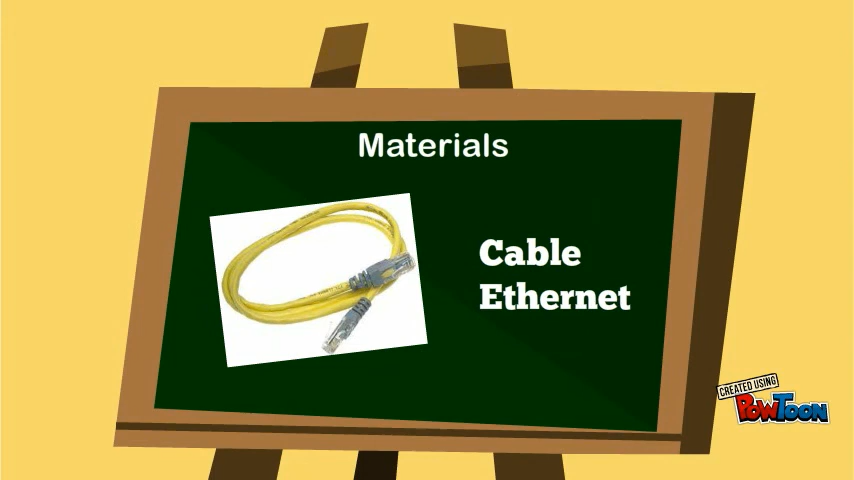 Materials
Cable
Ethernet
CREATED USING
POWTOON